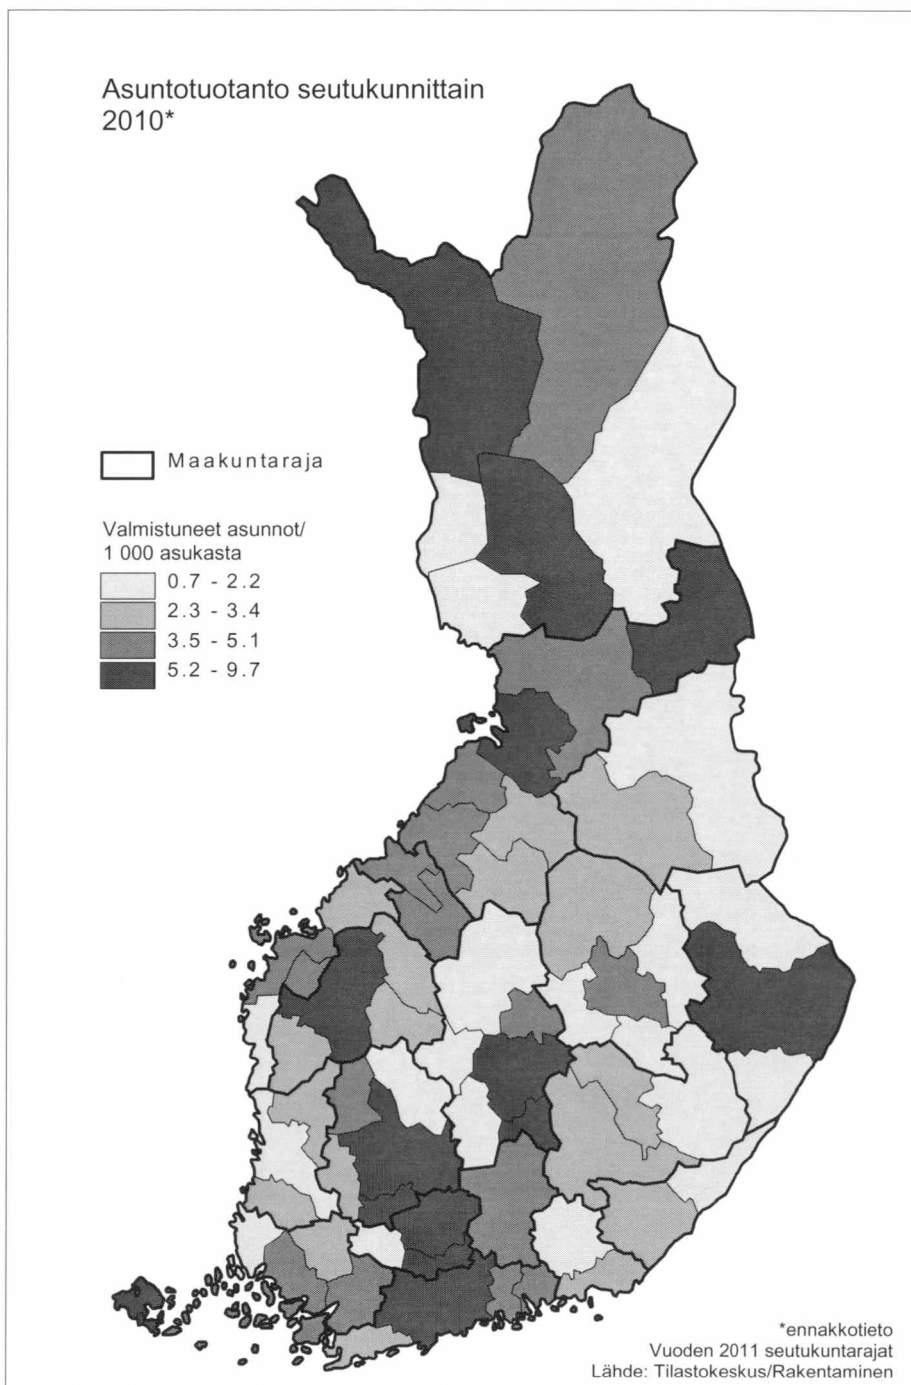 Asuntotuotanto seutukunnittain
2010*
Maakuntaraja
Valmistuneet asunnot/
1 000 asukasta
0.7 - 2.2
2.3 - 3.4
3.5 - 5.1
5.2 - 9.7
*ennakkotieto
Vuoden 2011 seutukuntarajat
Lähde: Tilastokeskus/Rakentaminen